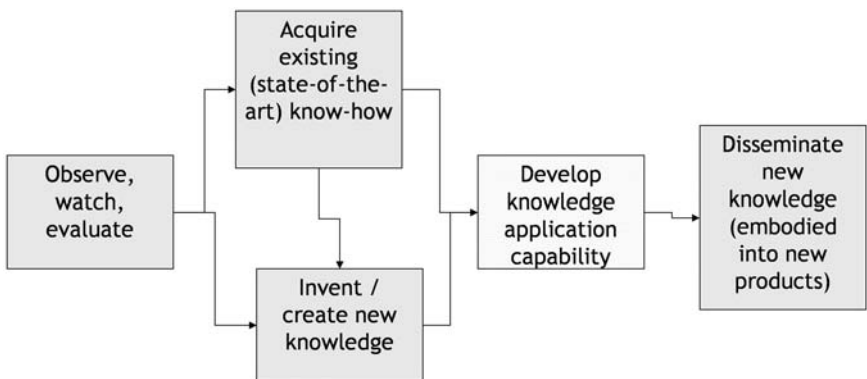 Acquire
existing
(state-of-the-
art) know-how
Observe,
watch,
evaluate
Invent /
create new
knowledge
Develop
knowledge
application
capability
Disseminate
new
knowledge
(embodied
into new
products)